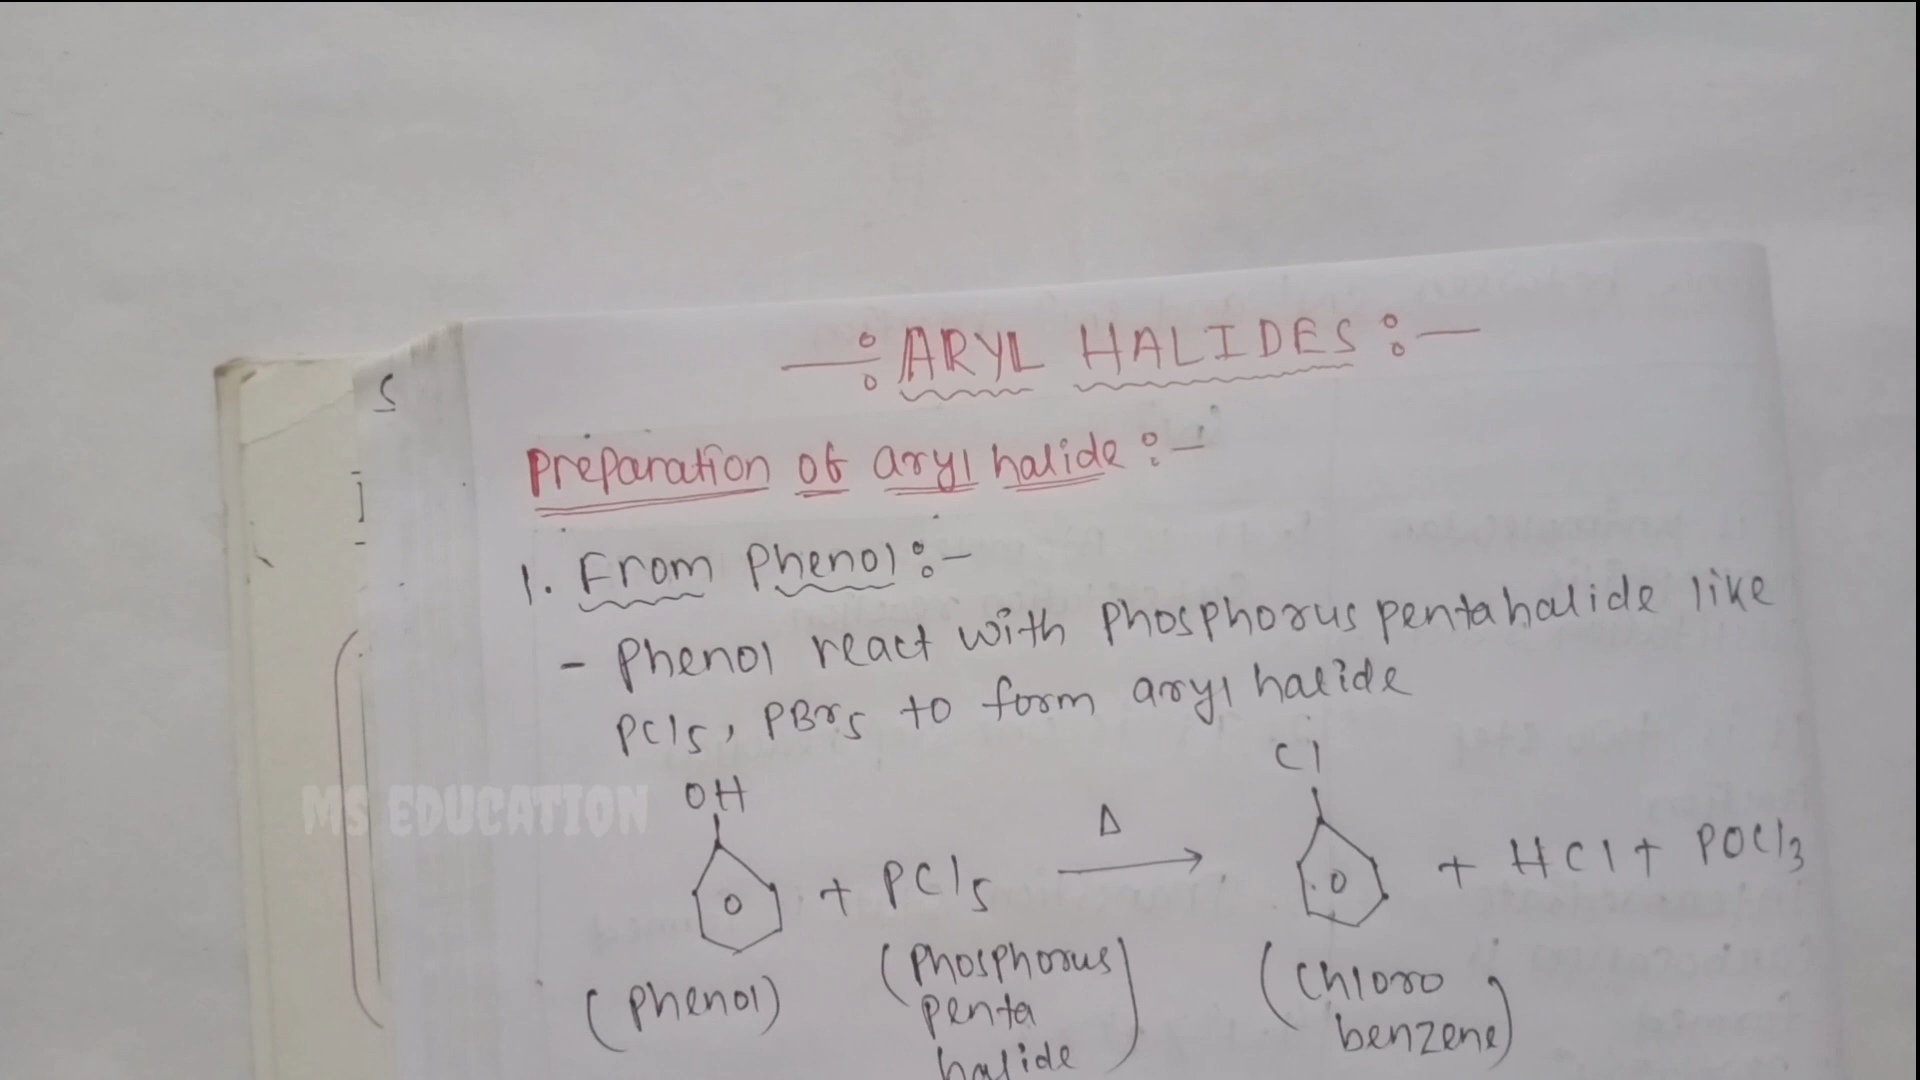 —: ARYL HALIDES :—
Preparation of aryl halide :-
1. From Phenol :-
- Phenol react with phosphorus pentahalide like
PCl5, PBr5 to form aryl halide
OH
Cl
+ PCl5 Δ → + HCl + POCl3
(Phenol)
(Phosphorus
penta
halide
)
(Chloro
benzene)
MS EDUCATION